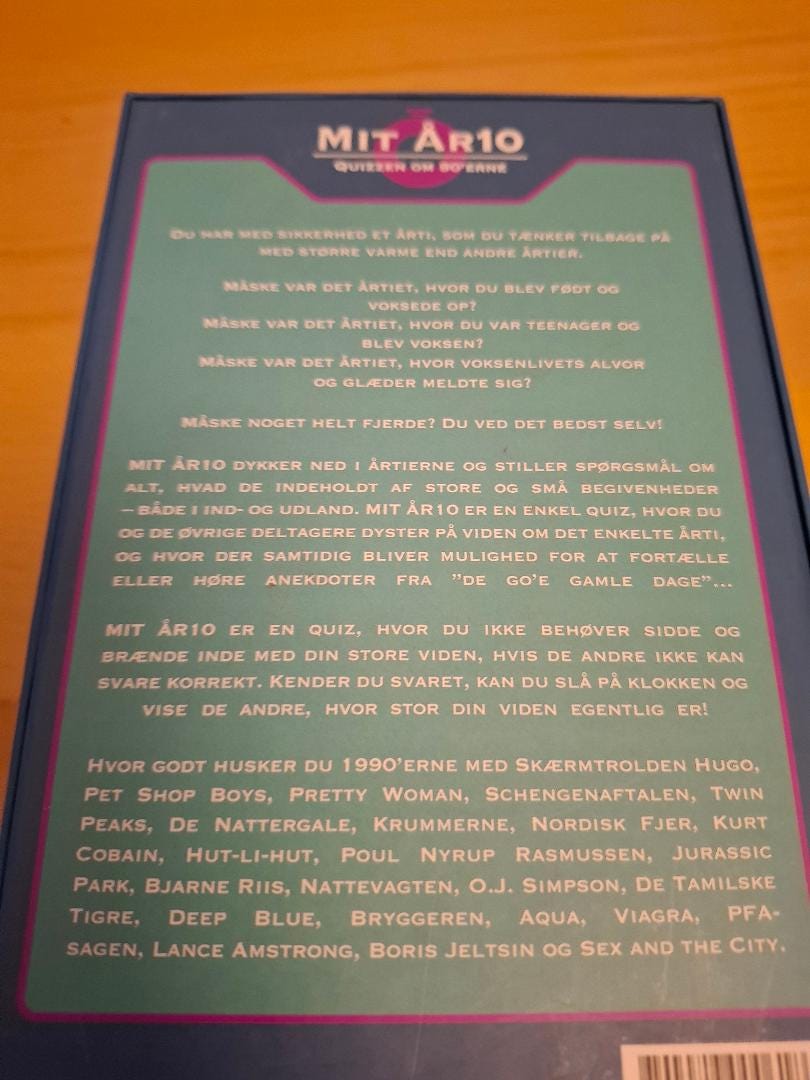 MIT ÅR10
QUIZZEN OM 90'ERNE
DU HAR MED SIKKERHED ET ÅRTI, SOM DU TÆNKER TILBAGE PÅ
MED STØRRE VARME END ANDRE ÅRTIER.
MÅSKE VAR DET ÅRTIET, HVOR DU BLEV FØDT OG
VOKSEDE OP?
MÅSKE VAR DET ÅRTIET, HVOR DU VAR TEENAGER OG
BLEV VOKSEN?
MÅSKE VAR DET ÅRTIET, HVOR VOKSENLIVETS ALVOR
OG GLÆDER MELDTE SIG?
MÅSKE NOGET HELT FJERDE? DU VED DET BEDST SELV!
MIT ÅR10 DYKKER NED I ÅRTIERNE OG STILLER SPØRGSMÅL OM
ALT, HVAD DE INDEHOLDT AF STORE OG SMÅ BEGIVENHEDER
– BÅDE I IND- OG UDLAND. MIT ÅR10 ER EN ENKEL QUIZ, HVOR DU
OG DE ØVRIGE DELTAGERE DYSTER PÅ VIDEN OM DET ENKELTE ÅRTI,
OG HVOR DER SAMTIDIG BLIVER MULIGHED FOR AT FORTÆLLE
ELLER HØRE ANEKDOTER FRA "DE GO'E GAMLE DAGE"...
MIT ÅR10 ER EN QUIZ, HVOR DU IKKE BEHØVER SIDDE OG
BRÆNDE INDE MED DIN STORE VIDEN, HVIS DE ANDRE IKKE KAN
SVARE KORREKT. KENDER DU SVARET, KAN DU SLÅ PÅ KLOKKEN OG
VISE DE ANDRE, HVOR STOR DIN VIDEN EGENTLIG ER!
HVOR GODT HUSKER DU 1990'ERNE MED SKÆRMTROLDEN HUGO,
PET SHOP BOYS, PRETTY WOMAN, SCHENGENAFTALEN, TWIN
PEAKS, DE NATTERGALE, KRUMMERNE, NORDISK FJER, KURT
COBAIN, HUT-LI-HUT, POUL NYRUP RASMUSSEN, JURASSIC
PARK, BJARNE RIIS, NATTEVAGTEN, O.J. SIMPSON, DE TAMILSKE
TIGRE, DEEP BLUE, BRYGGEREN, AQUA, VIAGRA, PFA-
SAGEN, LANCE AMSTRONG, BORIS JELTSIN OG SEX AND THE CITY.